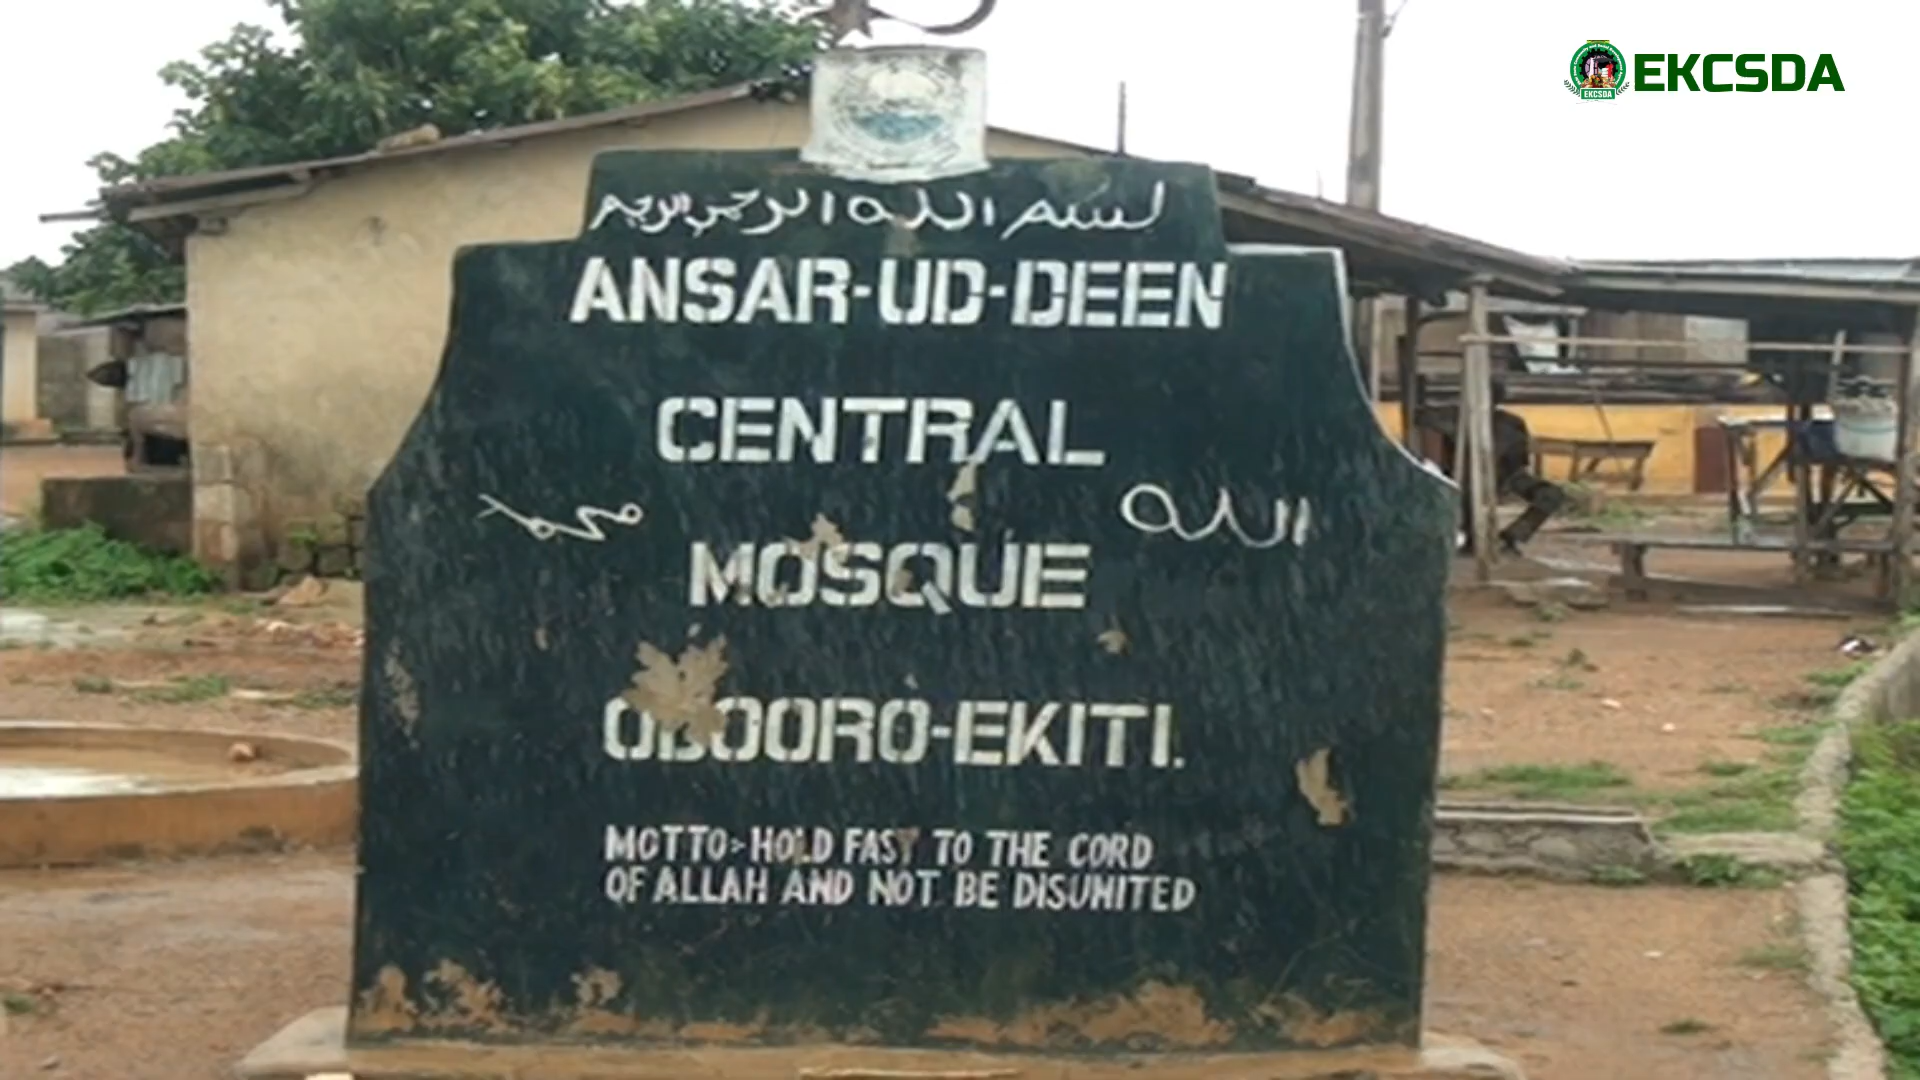 EKCSDA
EKCSDA
بسم الله الرحمن الرحيم
ANSAR-UD-DEEN
CENTRAL
محمد
الله
MOSQUE
OBOORO-EKITI.
MOTTO:- HOLD FAST TO THE CORD
OF ALLAH AND NOT BE DISUNITED